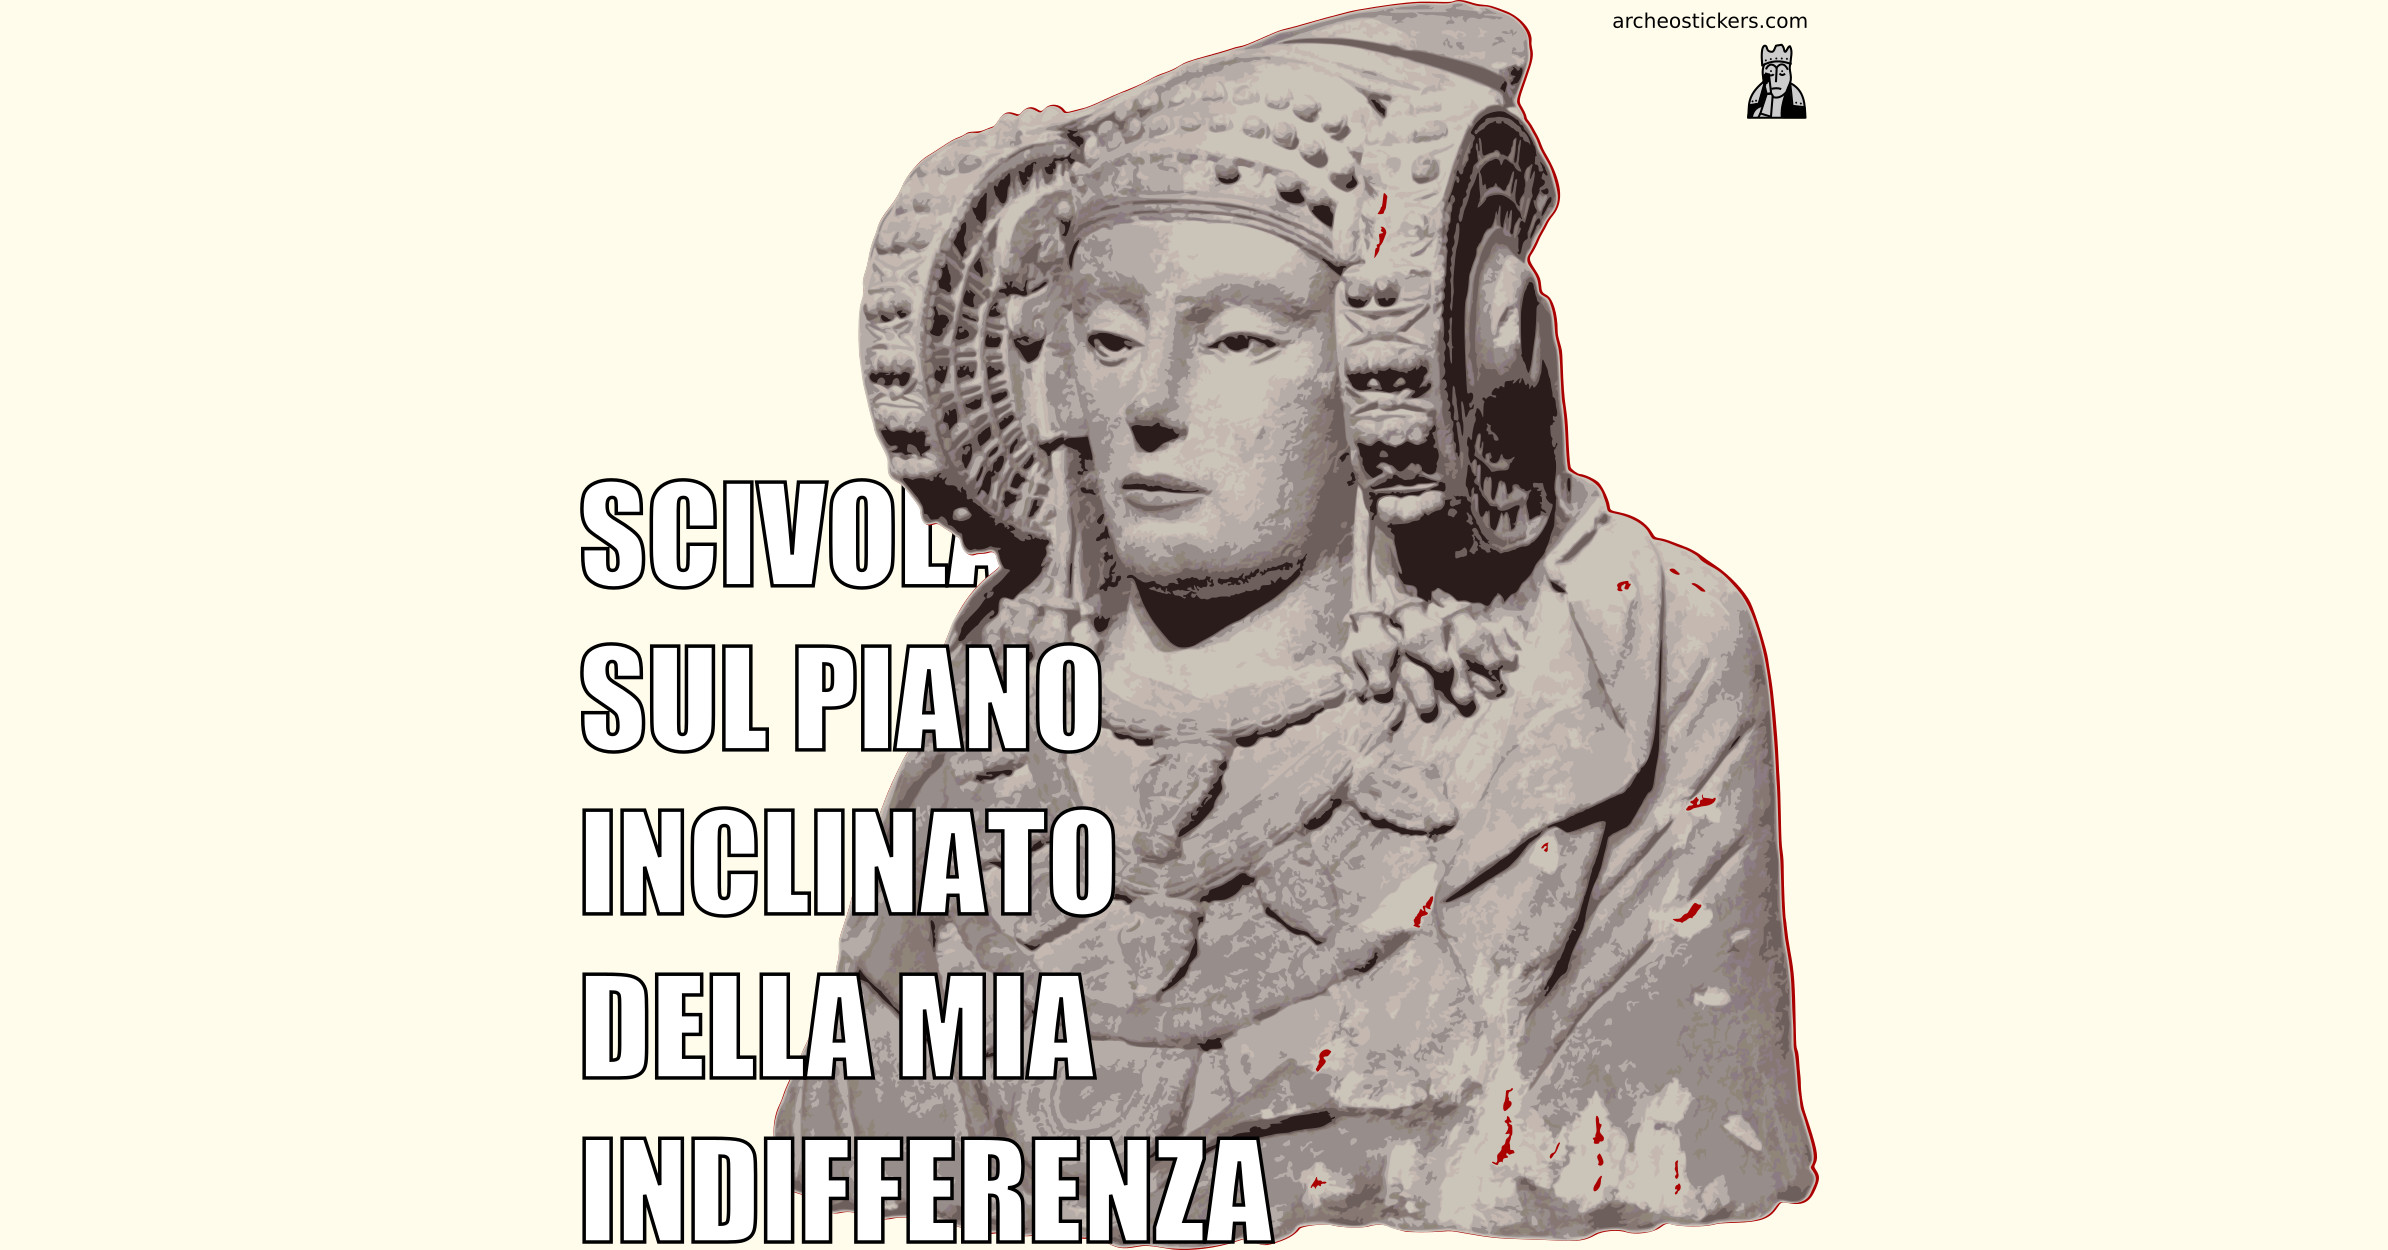 archeostickers.com
SCIVOLA
SUL PIANO
INCLINATO
DELLA MIA
INDIFFERENZA